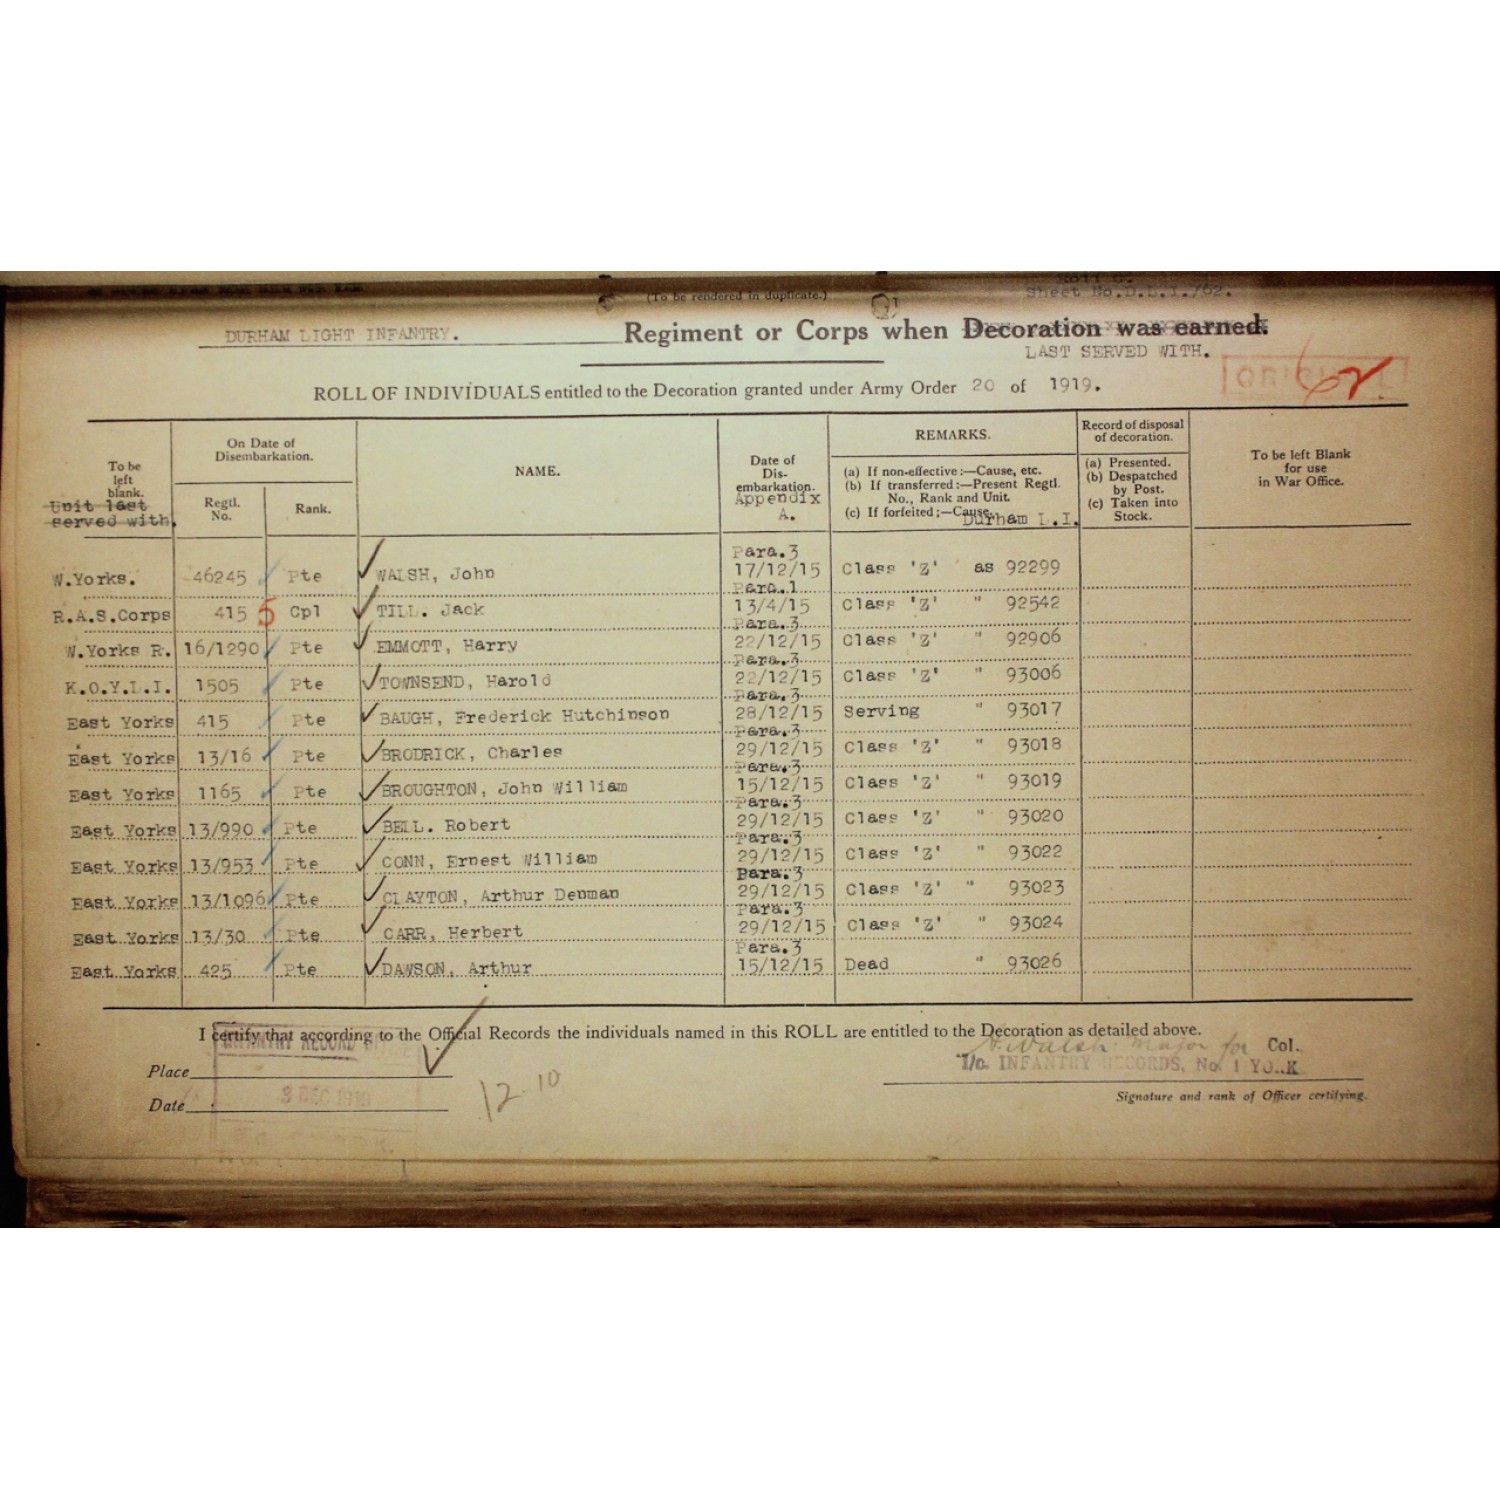 Roll C.
(To be rendered in duplicate.)
Sheet No.D.L.I./62.
DURHAM LIGHT INFANTRY. Regiment or Corps when Decoration was earned.
LAST SERVED WITH.
ORIGINAL 62
ROLL OF INDIVIDUALS entitled to the Decoration granted under Army Order 20 of 1919.
To be left blank.
Unit last served with.
On Date of Disembarkation.
Regtl. No.
Rank.
NAME.
Date of Dis-embarkation.
Appendix A.
REMARKS.
(a) If non-effective:—Cause, etc.
(b) If transferred:—Present Regtl. No., Rank and Unit.
(c) If forfeited;—Cause.
Durham L.I.
Record of disposal of decoration.
(a) Presented.
(b) Despatched by Post.
(c) Taken into Stock.
To be left Blank for use in War Office.
W.Yorks. 46245 Pte WALSH, John Para.3 17/12/15 Class 'Z' as 92299
R.A.S.Corps 415 5 Cpl TILL. Jack Para.1 13/4/15 Class 'Z' " 92542
W.Yorks R. 16/1290 Pte EMMOTT, Harry Para.3 22/12/15 Class 'Z' " 92906
K.O.Y.L.I. 1505 Pte TOWNSEND, Harold Para.3 22/12/15 Class 'Z' " 93006
East Yorks 415 Pte BAUGH, Frederick Hutchinson Para.3 28/12/15 Serving " 93017
East Yorks 13/16 Pte BRODRICK, Charles Para.3 29/12/15 Class 'Z' " 93018
East Yorks 1165 Pte BROUGHTON, John William Para.3 15/12/15 Class 'Z' " 93019
East Yorks 13/990 Pte BELL. Robert Para.3 29/12/15 Class 'Z' " 93020
East Yorks 13/953 Pte CONN, Ernest William Para.3 29/12/15 Class 'Z' " 93022
East Yorks 13/1096 Pte CLAYTON, Arthur Denman Para.3 29/12/15 Class 'Z' " 93023
East Yorks 13/30 Pte CARR, Herbert Para.3 29/12/15 Class 'Z' " 93024
East Yorks 425 Pte DAWSON, Arthur Para.3 15/12/15 Dead " 93026
I certify that according to the Official Records the individuals named in this ROLL are entitled to the Decoration as detailed above.
INFANTRY RECORD
Walsh Major for Col.
Place
I/c. INFANTRY RECORDS, No. 1 YORK
Date 8 DEC 1919
12.10
Signature and rank of Officer certifying.